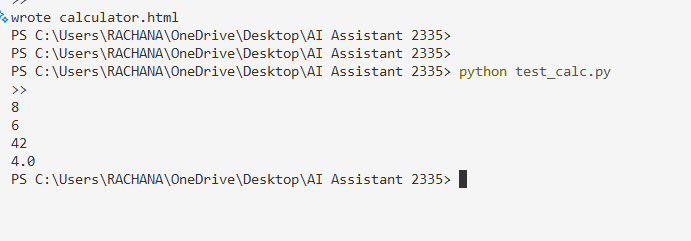 >>
wrote calculator.html
PS C:\Users\RACHANA\OneDrive\Desktop\AI Assistant 2335>
PS C:\Users\RACHANA\OneDrive\Desktop\AI Assistant 2335>
PS C:\Users\RACHANA\OneDrive\Desktop\AI Assistant 2335> python test_calc.py
>>
8
6
42
4.0
PS C:\Users\RACHANA\OneDrive\Desktop\AI Assistant 2335>